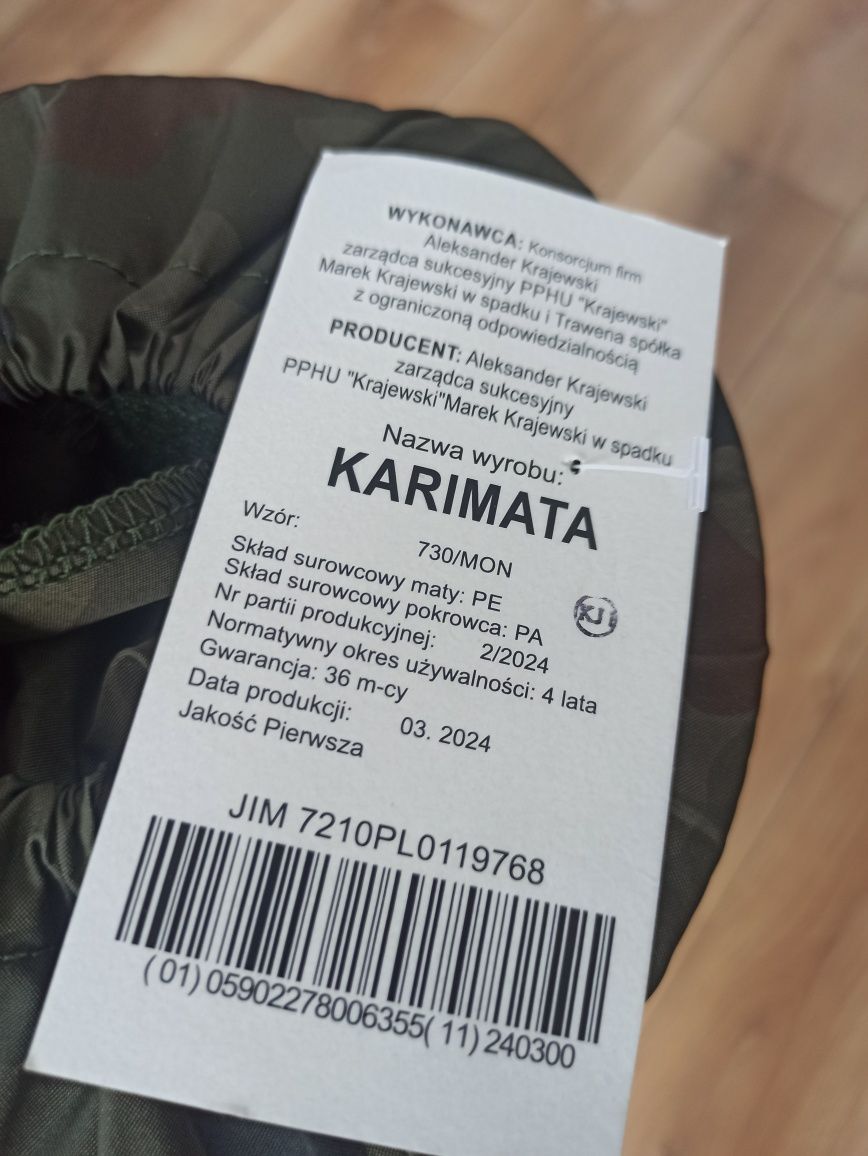 WYKONAWCA: Konsorcjum firm
Aleksander Krajewski
zarządca sukcesyjny PPHU "Krajewski"
Marek Krajewski w spadku i Trawena spółka
z ograniczoną odpowiedzialnością
PRODUCENT: Aleksander Krajewski
zarządca sukcesyjny
PPHU "Krajewski"Marek Krajewski w spadku
Nazwa wyrobu:
KARIMATA
Wzór:
730/MON
Skład surowcowy maty: PE
Skład surowcowy pokrowca: PA
KJ1
Nr partii produkcyjnej: 2/2024
Normatywny okres używalności: 4 lata
Gwarancja: 36 m-cy
Data produkcji: 03. 2024
Jakość Pierwsza
JIM 7210PL0119768
(01)05902278006355(11)240300